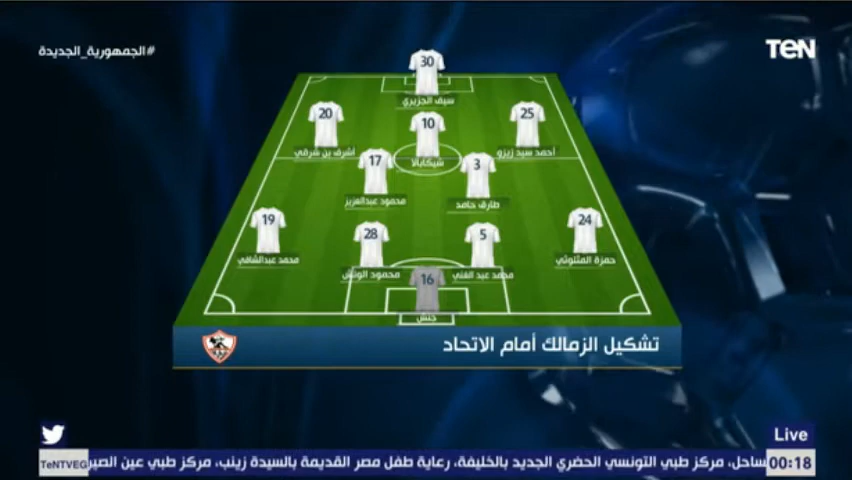 #الجمهورية_الجديدة
TEN
30
سيف الجزيري
20
أشرف بن شرقي
10
شيكابالا
25
أحمد سيد زيزو
17
محمود عبدالعزيز
3
طارق حامد
19
محمد عبدالشافي
28
محمود الونش
5
محمد عبد الغني
24
حمزة المثلوثي
16
جنش
تشكيل الزمالك أمام الاتحاد
Live
00:18
TeNTVEG
ساحل، مركز طبي التونسي الحضري الجديد بالخليفة، رعاية طفل مصر القديمة بالسيدة زينب، مركز طبي عين الصير